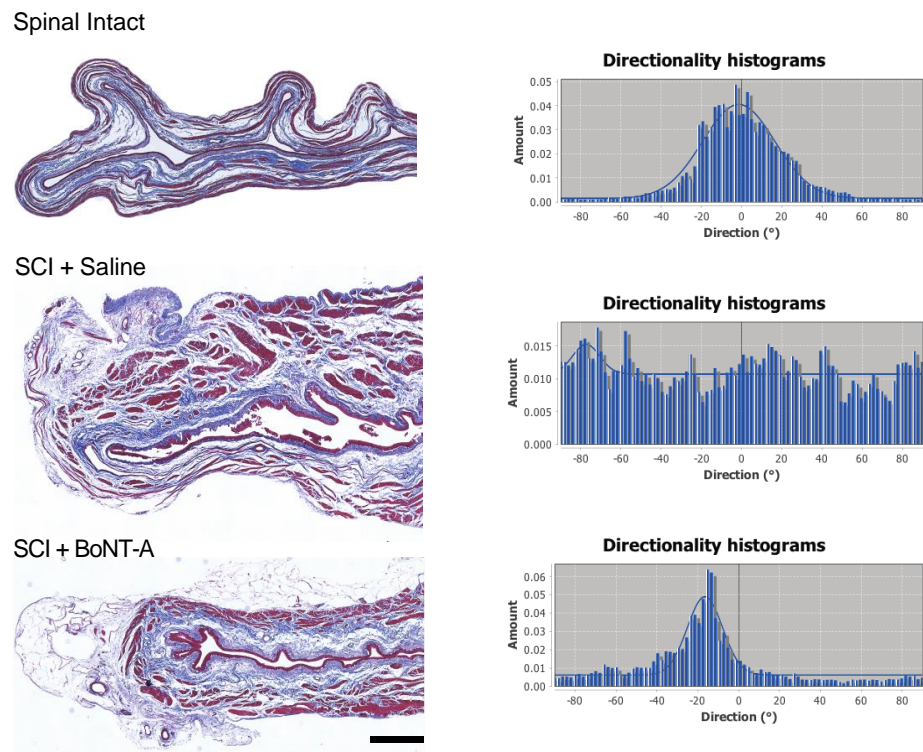 Spinal Intact
Directionality histograms
0.05
0.04
0.03
0.02
0.01
0.00
Amount
-80 -60 -40 -20 0 20 40 60 80
Direction (°)
SCI + Saline
Directionality histograms
0.015
0.010
0.005
0.000
Amount
-80 -60 -40 -20 0 20 40 60 80
Direction (°)
SCI + BoNT-A
Directionality histograms
0.06
0.05
0.04
0.03
0.02
0.01
0.00
Amount
-80 -60 -40 -20 0 20 40 60 80
Direction (°)